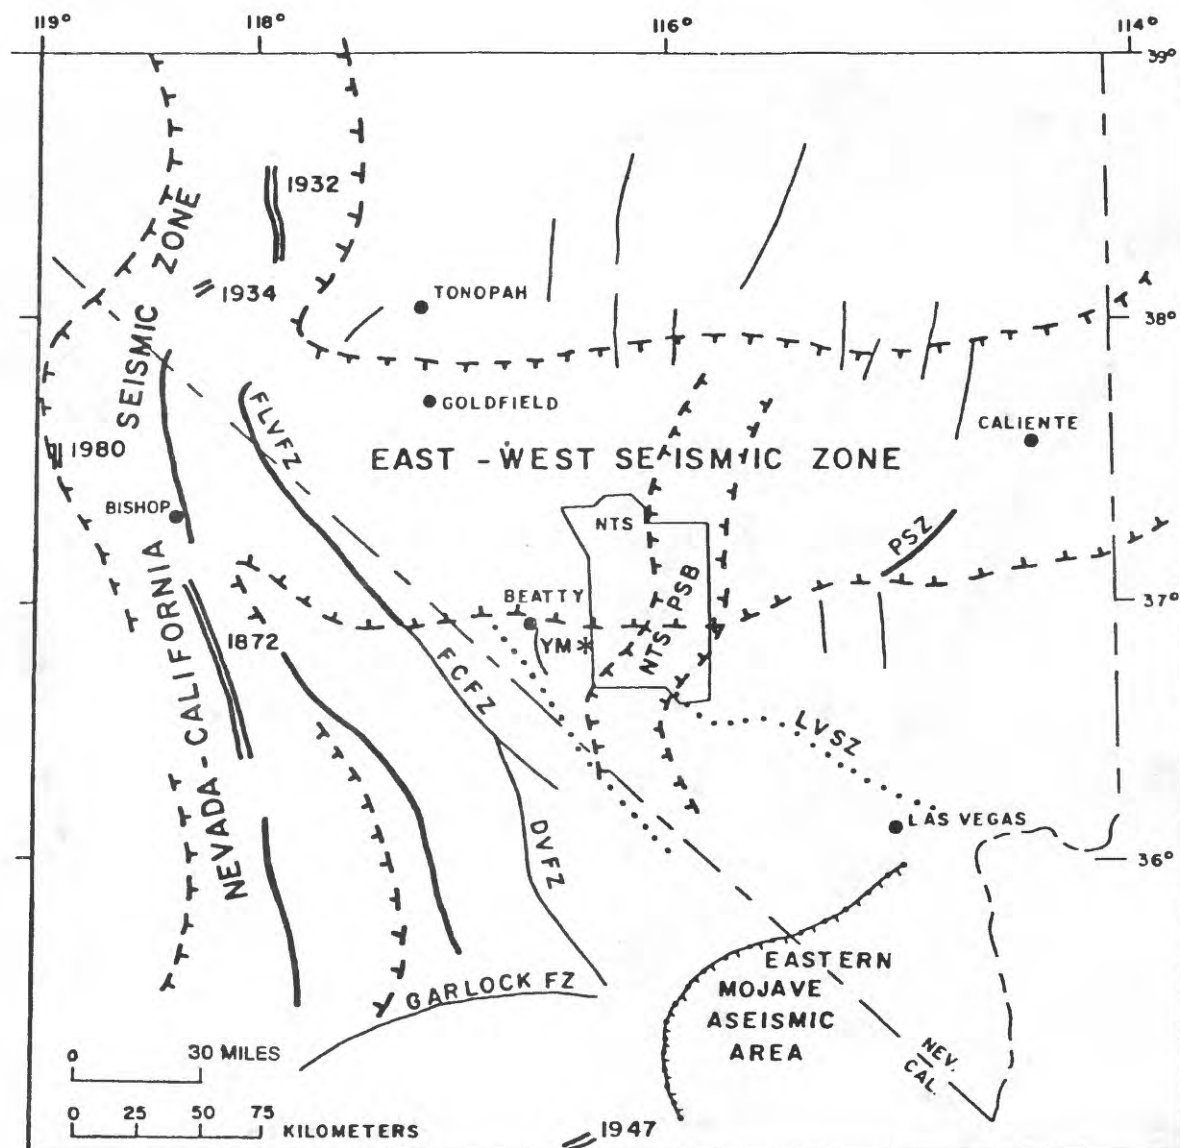 119°
118°
116°
114°
39°
1932
SEISMIC ZONE
1934
TONOPAH
38°
GOLDFIELD
FLVFZ
CALIENTE
1980
EAST - WEST SEISMIC ZONE
BISHOP
NTS
PSZ
BEATTY
37°
YM*
NTS PSB
1872
FCFZ
NEVADA - CALIFORNIA
LVSZ
LAS VEGAS
DVFZ
36°
EASTERN
MOJAVE
ASEISMIC
AREA
GARLOCK FZ
NEV.
CAL.
0 30 MILES
0 25 50 75
KILOMETERS
1947